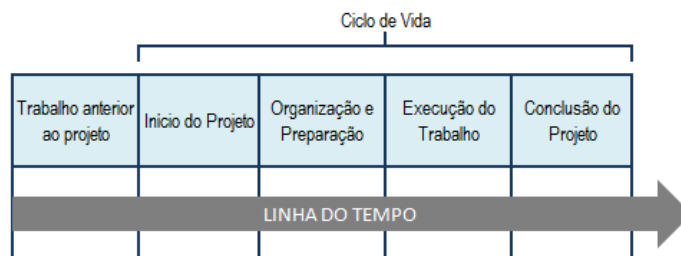 Ciclo de Vida
Trabalho anterior
ao projeto
Inicio do Projeto
Organização e
Preparação
Execução do
Trabalho
Conclusão do
Projeto
LINHA DO TEMPO